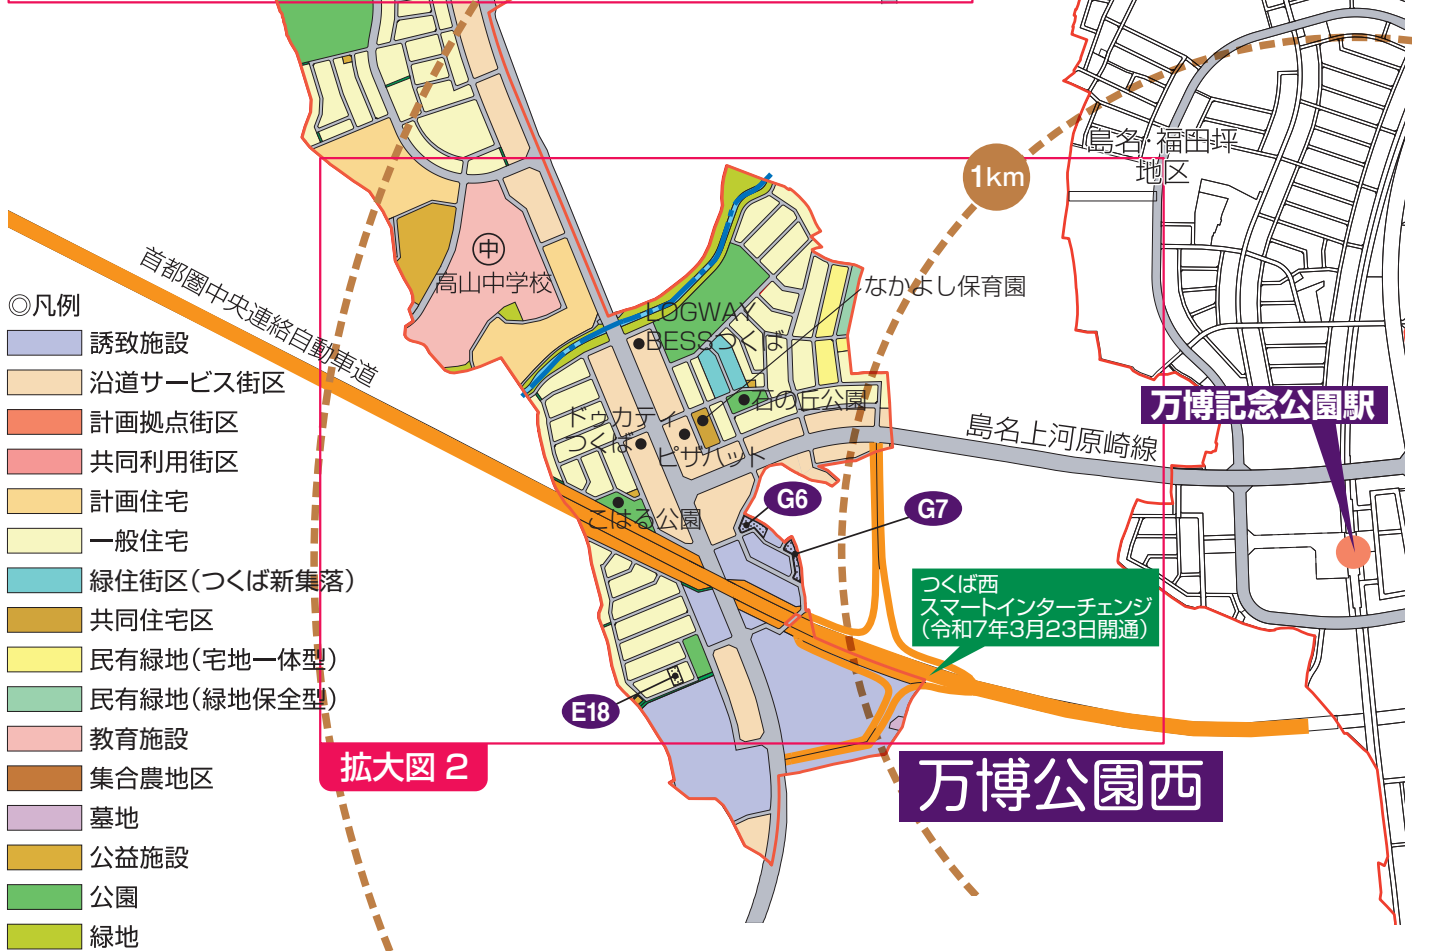 島名・福田坪
地区
1km
首都圏中央連絡自動車道
中
高山中学校
なかよし保育園
LOGWAY
BESSつくば
石の丘公園
ドゥカティ
つくば
ピザハット
こはる公園
島名上河原崎線
万博記念公園駅
G6
G7
E18
つくば西
スマートインターチェンジ
(令和7年3月23日開通)
拡大図 2
万博公園西
◎凡例
誘致施設
沿道サービス街区
計画拠点街区
共同利用街区
計画住宅
一般住宅
緑住街区(つくば新集落)
共同住宅区
民有緑地(宅地一体型)
民有緑地(緑地保全型)
教育施設
集合農地区
墓地
公益施設
公園
緑地